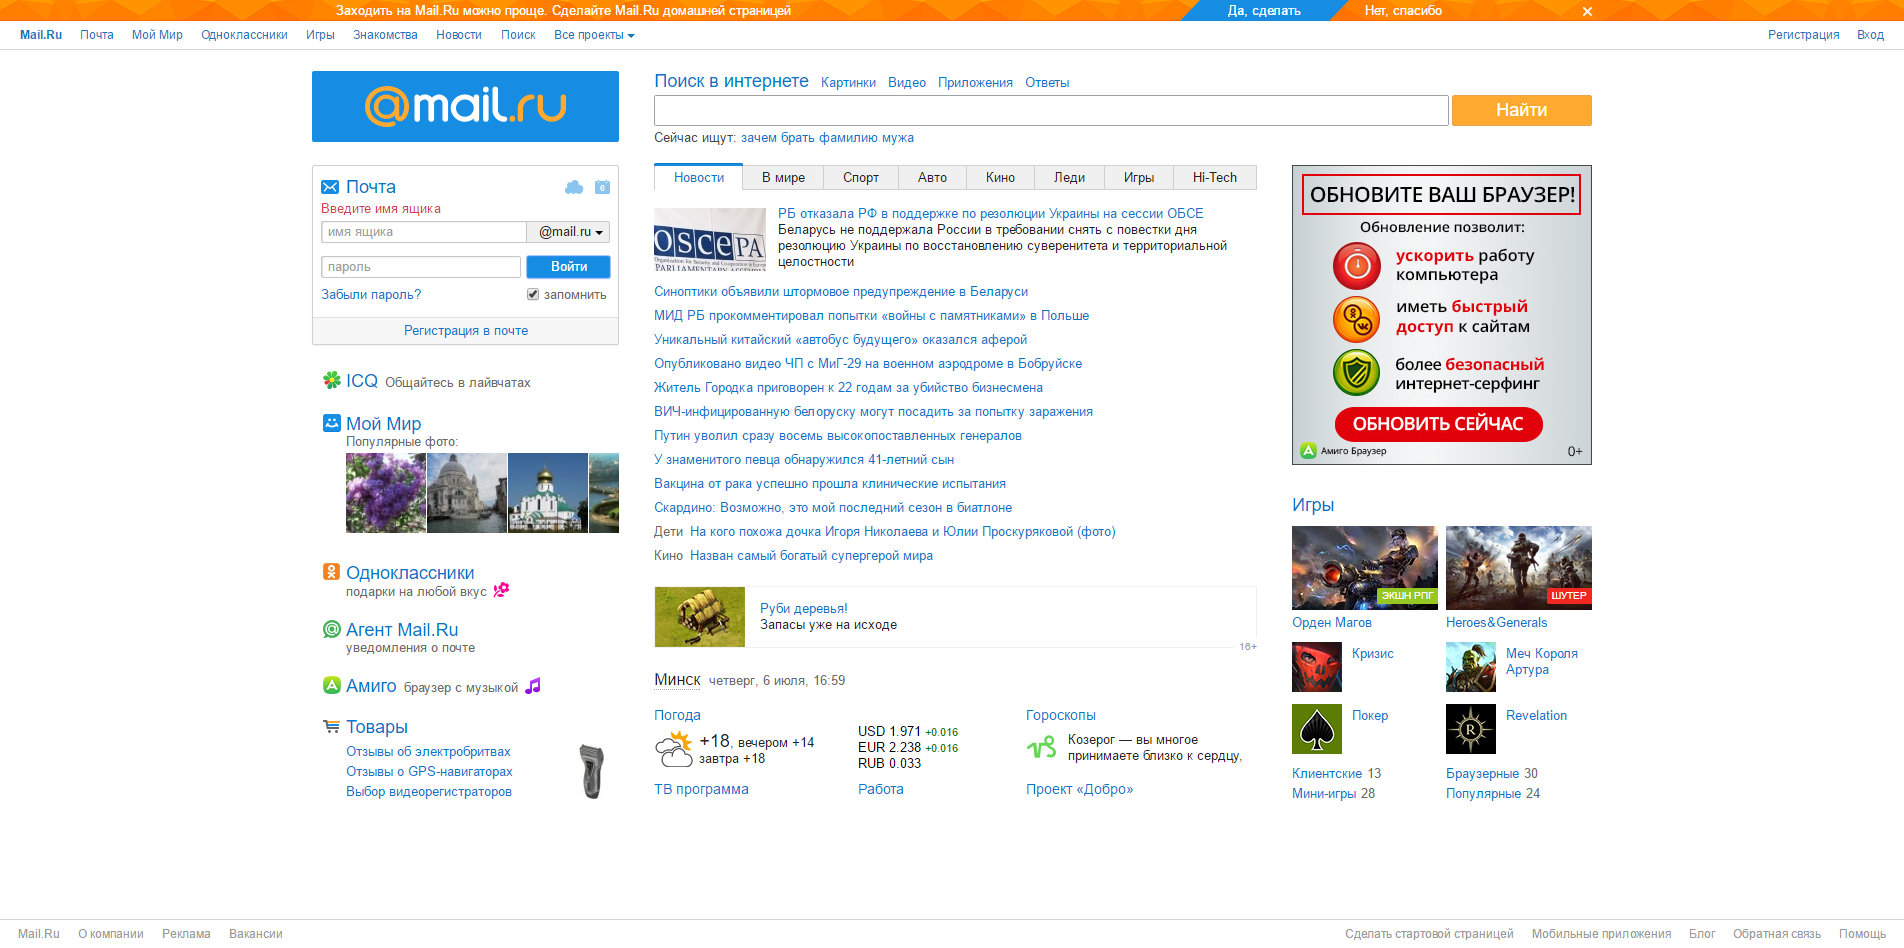 Заходить на Mail.Ru можно проще. Сделайте Mail.Ru домашней страницей
Да, сделать
Нет, спасибо
Mail.Ru Почта Мой Мир Одноклассники Игры Знакомства Новости Поиск Все проекты
Регистрация Вход
@mail.ru
Поиск в интернете Картинки Видео Приложения Ответы
Найти
Сейчас ищут: зачем брать фамилию мужа
Почта
6
Введите имя ящика
имя ящика @mail.ru
пароль Войти
Забыли пароль? запомнить
Регистрация в почте
ICQ Общайтесь в лайвчатах
Мой Мир
Популярные фото:
Одноклассники
подарки на любой вкус
Агент Mail.Ru
уведомления о почте
Амиго браузер с музыкой
Товары
Отзывы об электробритвах
Отзывы о GPS-навигаторах
Выбор видеорегистраторов
Новости В мире Спорт Авто Кино Леди Игры Hi-Tech
OSCE PA
PARLIAMENTARY ASSEMBLY
РБ отказала РФ в поддержке по резолюции Украины на сессии ОБСЕ
Беларусь не поддержала России в требовании снять с повестки дня
резолюцию Украины по восстановлению суверенитета и территориальной
целостности
Синоптики объявили штормовое предупреждение в Беларуси
МИД РБ прокомментировал попытки «войны с памятниками» в Польше
Уникальный китайский «автобус будущего» оказался аферой
Опубликовано видео ЧП с МиГ-29 на военном аэродроме в Бобруйске
Житель Городка приговорен к 22 годам за убийство бизнесмена
ВИЧ-инфицированную белоруску могут посадить за попытку заражения
Путин уволил сразу восемь высокопоставленных генералов
У знаменитого певца обнаружился 41-летний сын
Вакцина от рака успешно прошла клинические испытания
Скардино: Возможно, это мой последний сезон в биатлоне
Дети На кого похожа дочка Игоря Николаева и Юлии Проскуряковой (фото)
Кино Назван самый богатый супергерой мира
Руби деревья!
Запасы уже на исходе
16+
Минск четверг, 6 июля, 16:59
Погода
+18, вечером +14
завтра +18
USD 1.971 +0.016
EUR 2.238 +0.016
RUB 0.033
Гороскопы
Козерог — вы многое
принимаете близко к сердцу,
ТВ программа Работа Проект «Добро»
ОБНОВИТЕ ВАШ БРАУЗЕР!
Обновление позволит:
ускорить работу
компьютера
иметь быстрый
доступ к сайтам
более безопасный
интернет-серфинг
ОБНОВИТЬ СЕЙЧАС
Амиго Браузер 0+
Игры
ЭКШН РПГ
ШУТЕР
Орден Магов Heroes&Generals
Кризис
Меч Короля
Артура
Покер
R
Revelation
Клиентские 13 Браузерные 30
Мини-игры 28 Популярные 24
Mail.Ru О компании Реклама Вакансии
Сделать стартовой страницей Мобильные приложения Блог Обратная связь Помощь